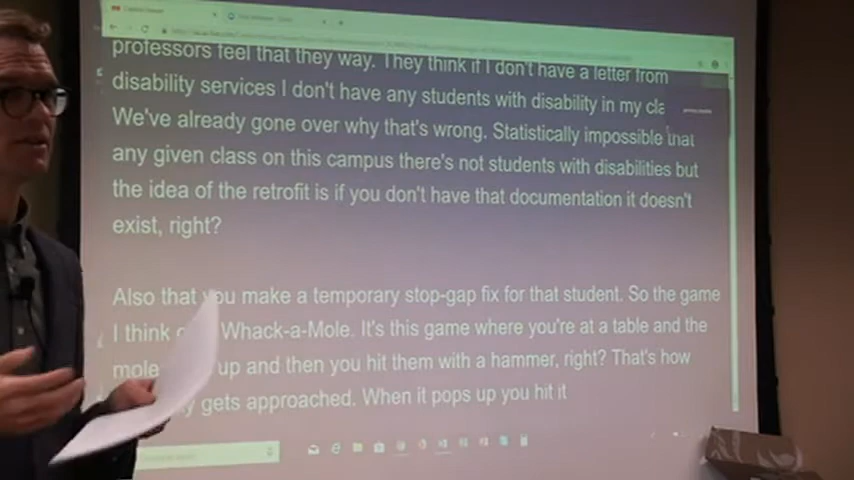 professors feel that they way. They think if I don't have a letter from
disability services I don't have any students with disability in my cla
We've already gone over why that's wrong. Statistically impossible that
any given class on this campus there's not students with disabilities but
the idea of the retrofit is if you don't have that documentation it doesn't
exist, right?
Also that you make a temporary stop-gap fix for that student. So the game
I think Whack-a-Mole. It's this game where you're at a table and the
mole up and then you hit them with a hammer, right? That's how
gets approached. When it pops up you hit it